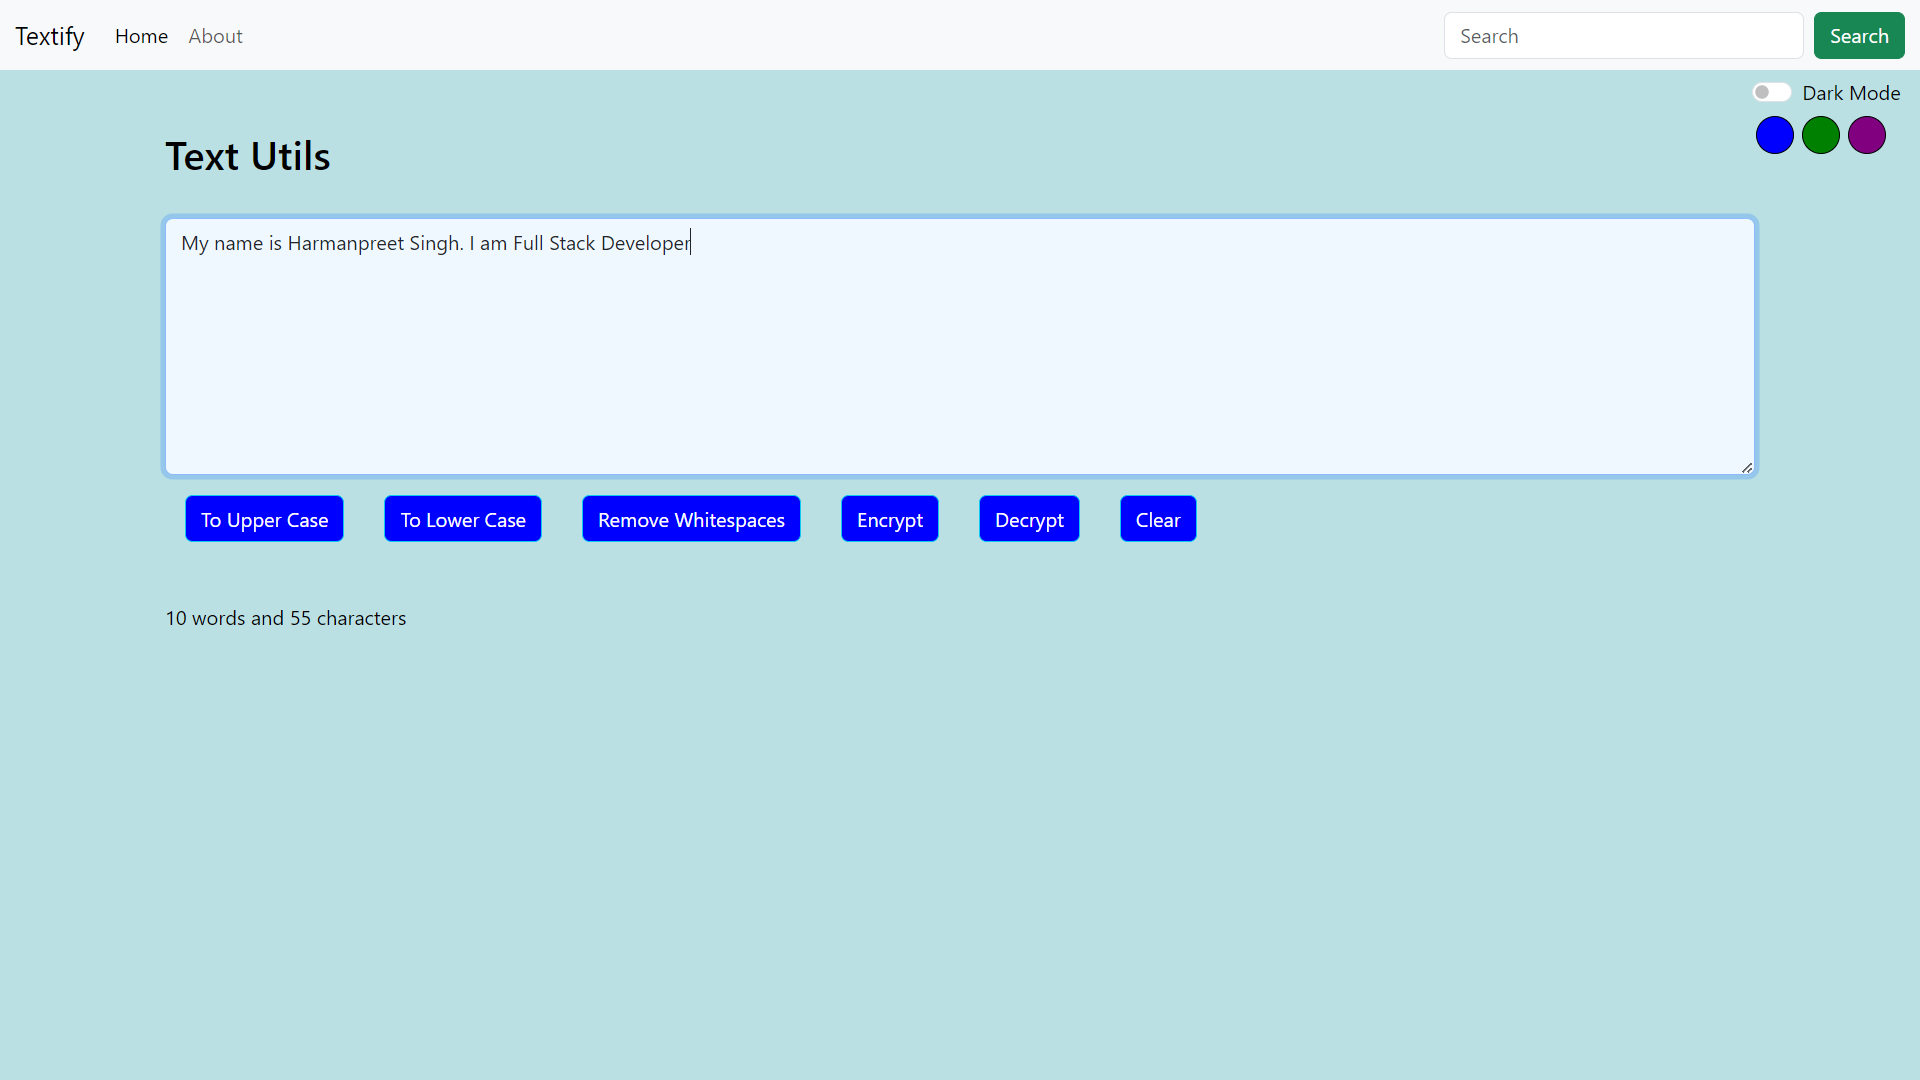 Textify Home About Search Search
Dark Mode
Text Utils
My name is Harmanpreet Singh. I am Full Stack Developer
To Upper Case To Lower Case Remove Whitespaces Encrypt Decrypt Clear
10 words and 55 characters